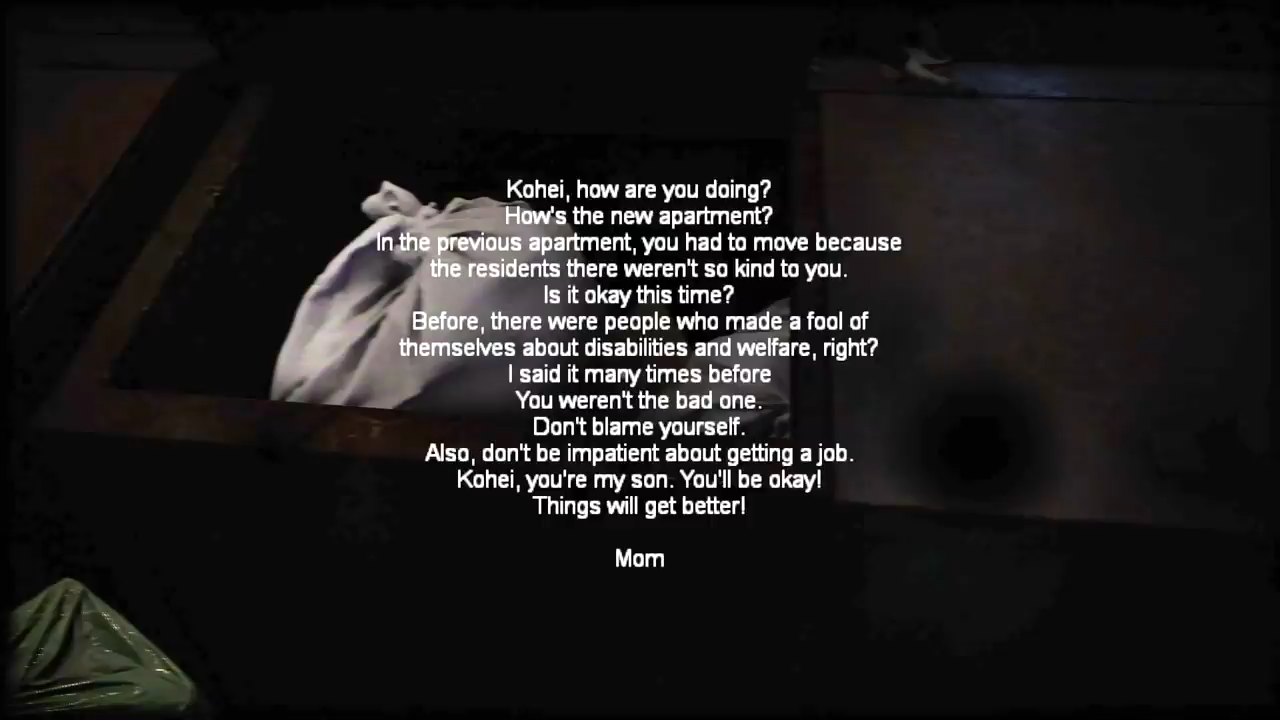 Kohei, how are you doing?
How's the new apartment?
In the previous apartment, you had to move because
the residents there weren't so kind to you.
Is it okay this time?
Before, there were people who made a fool of
themselves about disabilities and welfare, right?
I said it many times before
You weren't the bad one.
Don't blame yourself.
Also, don't be impatient about getting a job.
Kohei, you're my son. You'll be okay!
Things will get better!
Mom